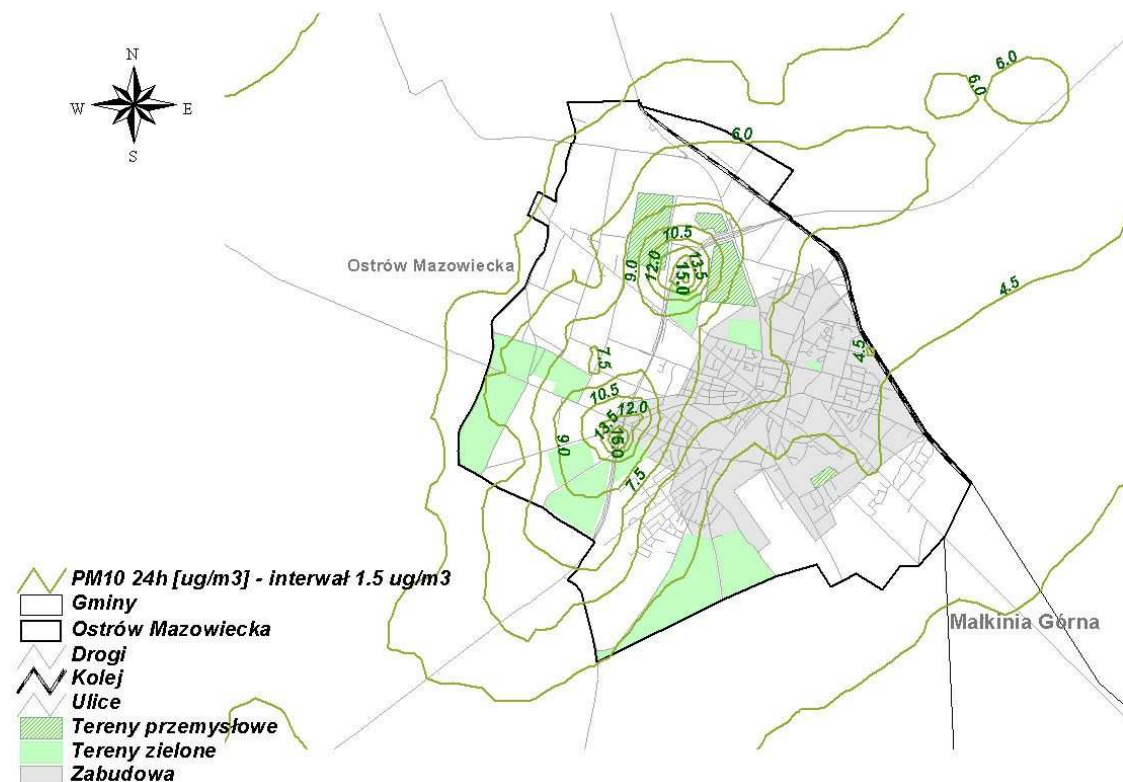 N
W E
S
6.0
6.0
6.0
10.5
9.0
12.0
13.5
15.0
Ostrów Mazowiecka
4.5
4.5
7.5
10.5
12.0
13.5
15.0
9.0
7.5
PM10 24h [ug/m3] - interwał 1.5 ug/m3
Gminy
Ostrów Mazowiecka
Drogi
Kolej
Ulice
Tereny przemysłowe
Tereny zielone
Zabudowa
Małkinia Górna